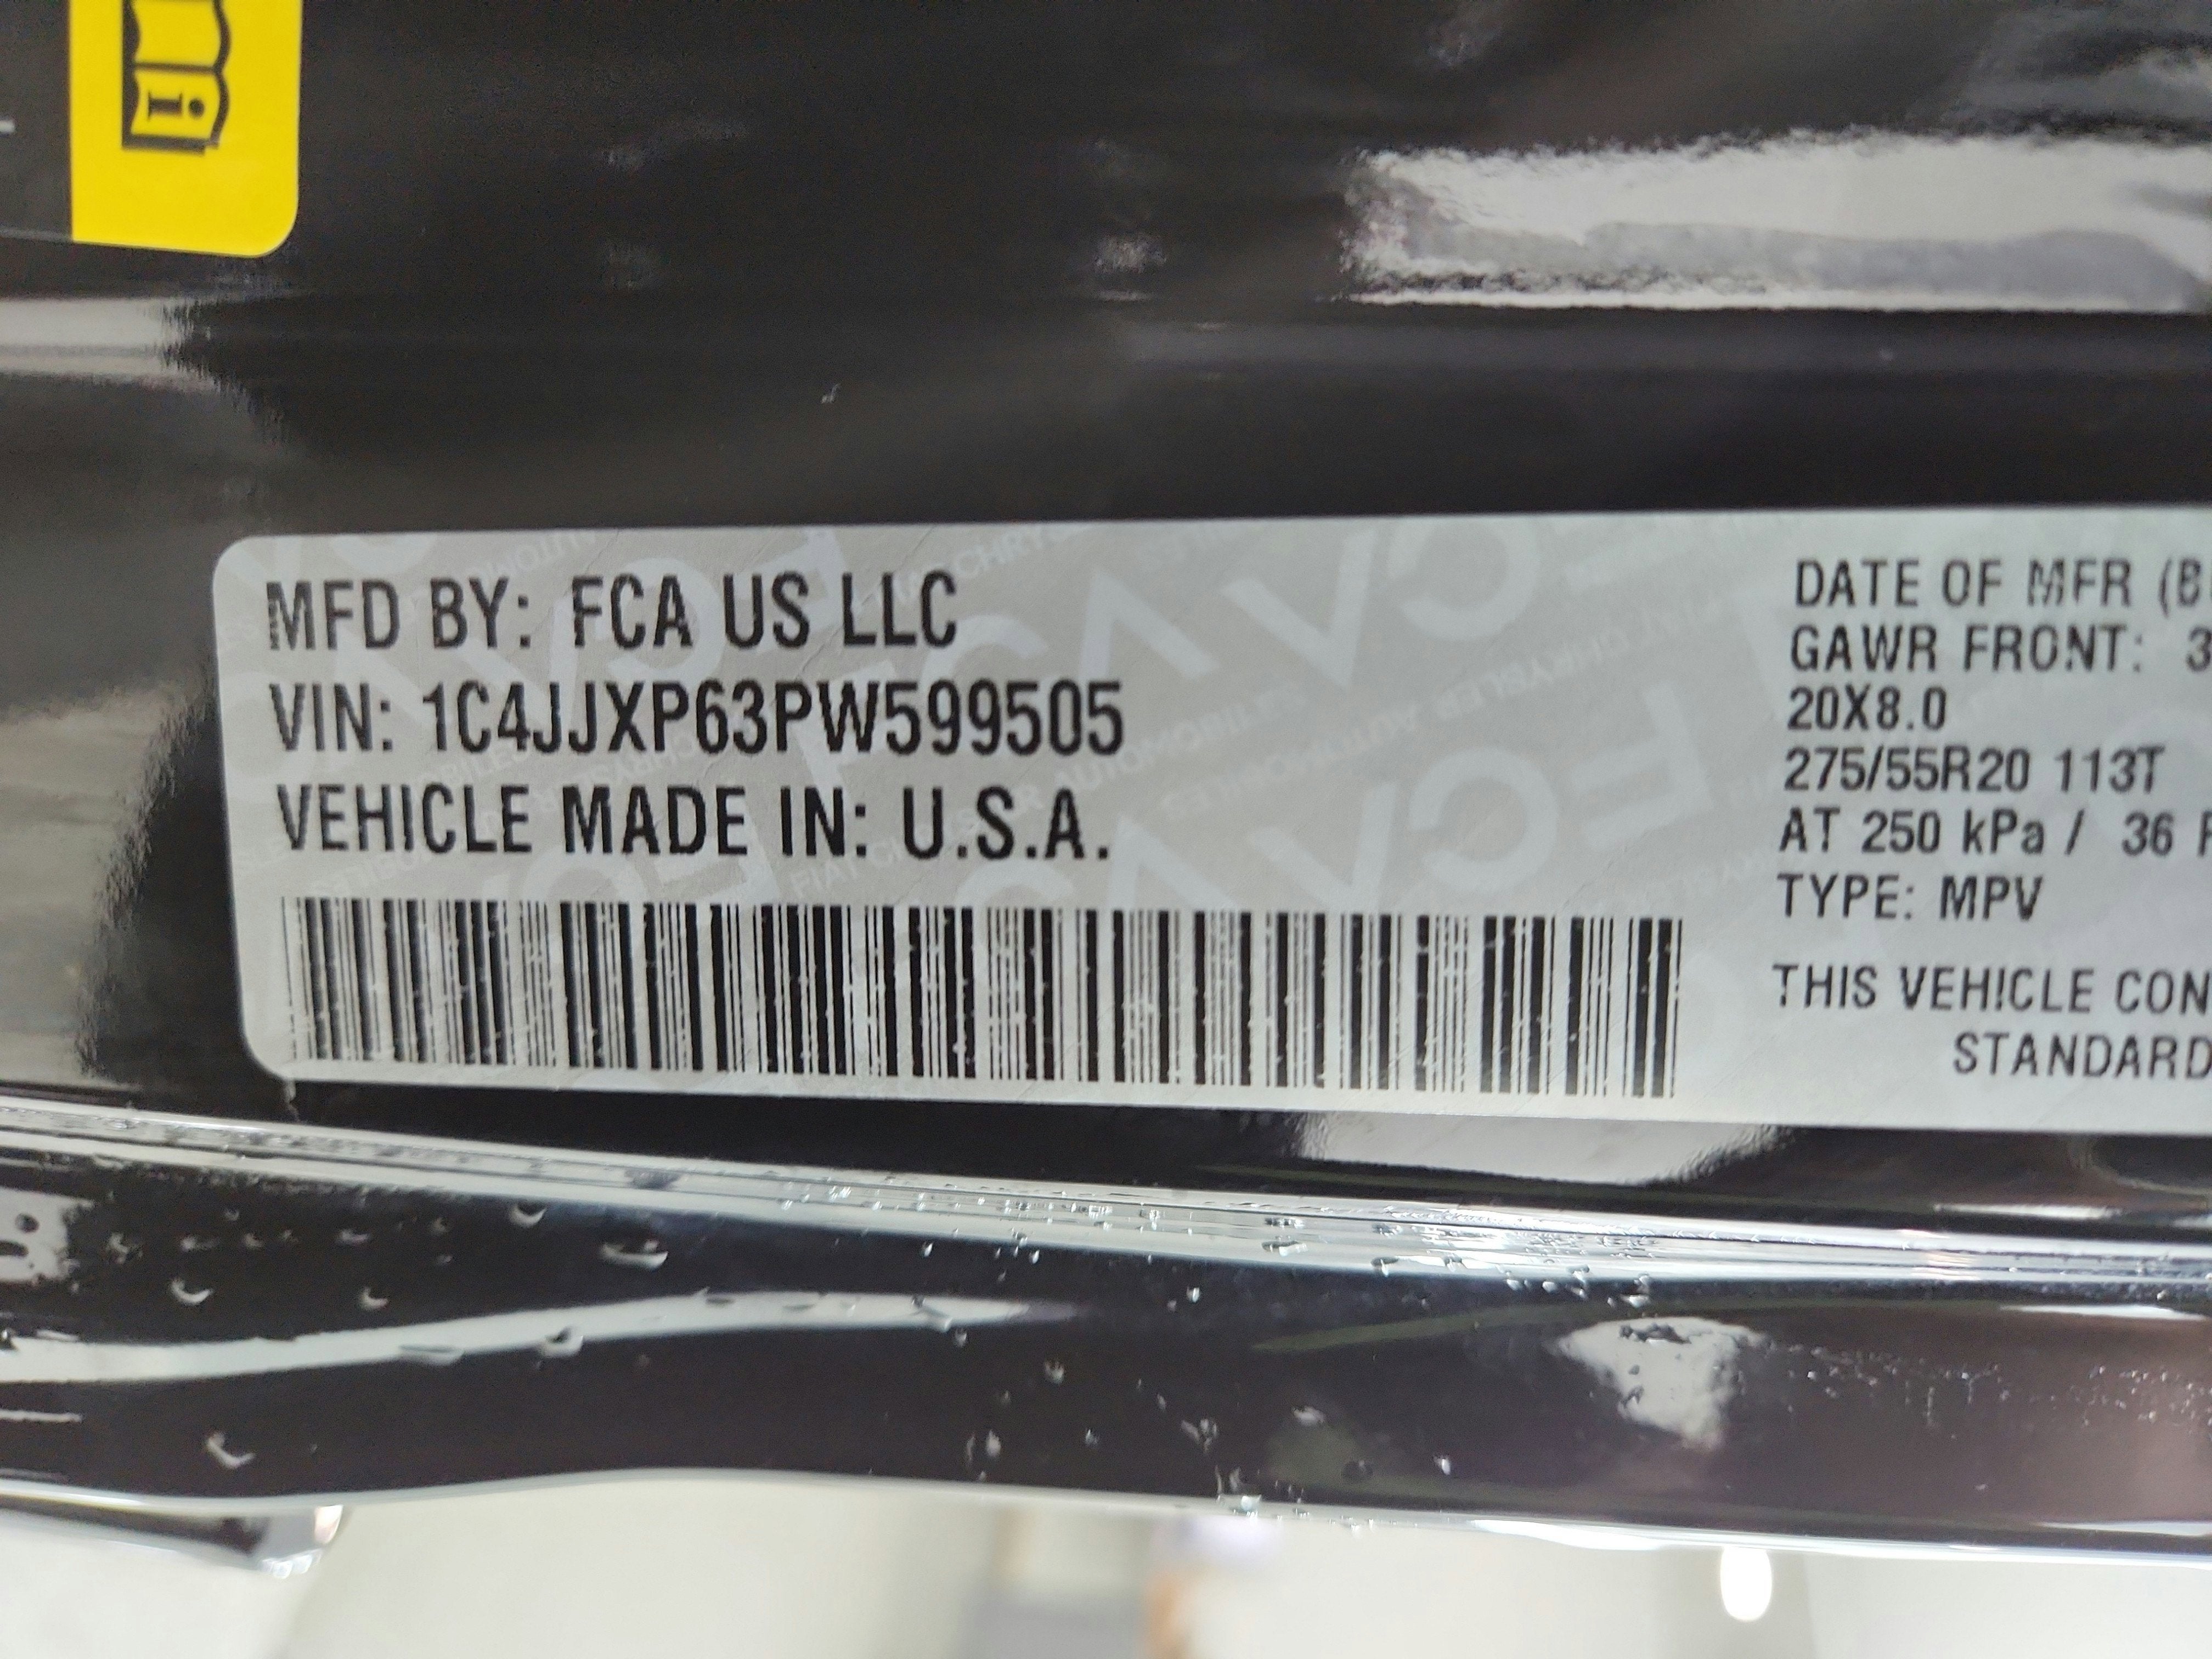 MFD BY: FCA US LLC
VIN: 1C4JJXP63PW599505
VEHICLE MADE IN: U.S.A.
DATE OF MFR
GAWR FRONT:
20X8.0
275/55R20 113T
AT 250 kPa / 36
TYPE: MPV
THIS VEHICLE